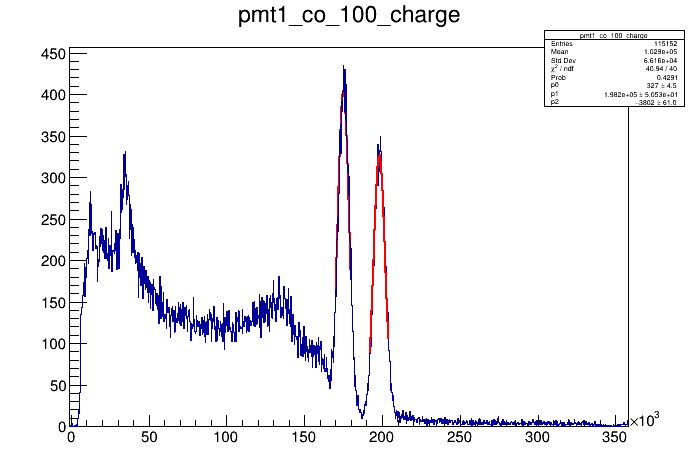 pmt1_co_100_charge
pmt1_co_100_charge
Entries 115152
Mean 1.029e+05
Std Dev 6.616e+04
χ² / ndf 40.94 / 40
Prob 0.4291
p0 327 ± 4.5
p1 1.982e+05 ± 5.053e+01
p2 −3802 ± 61.0
450
400
350
300
250
200
150
100
50
0
0 50 100 150 200 250 300 350
×10³